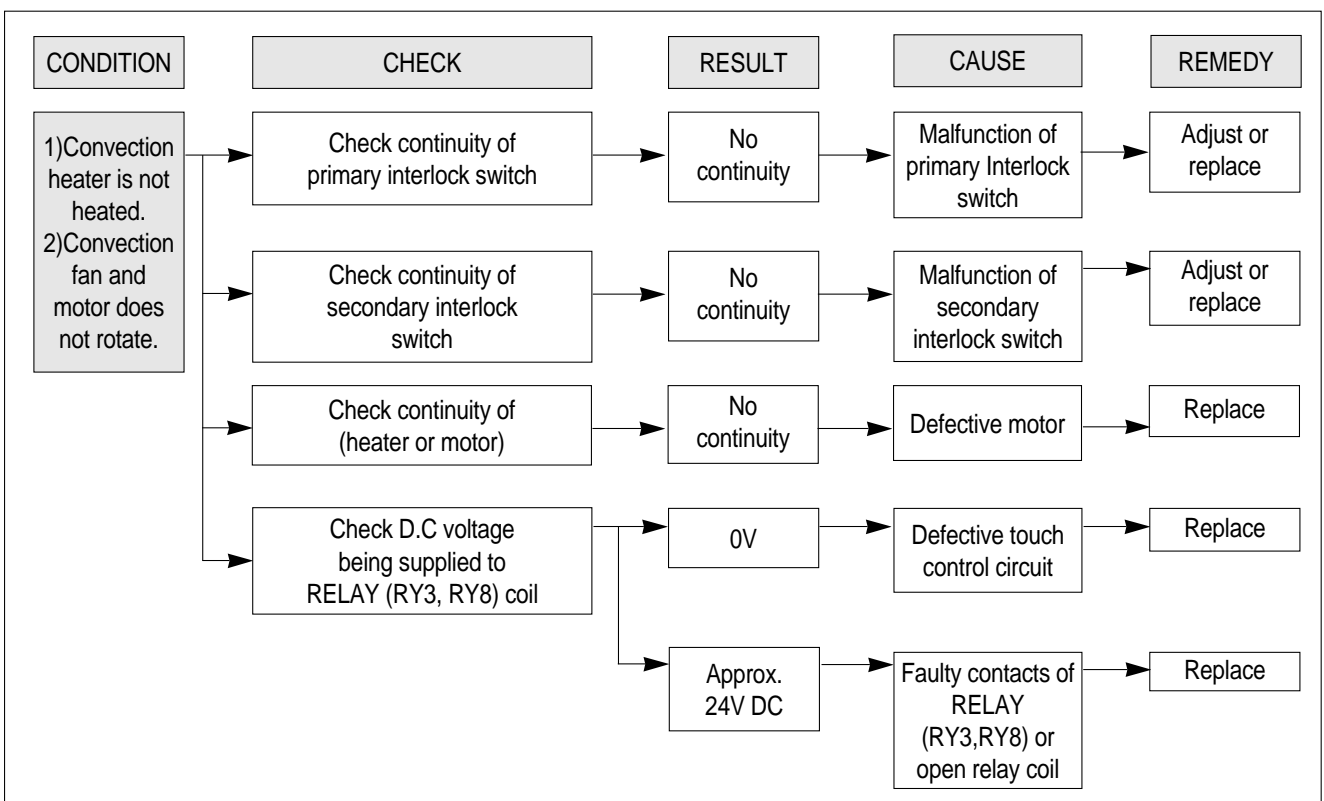 CONDITION
CHECK
RESULT
CAUSE
REMEDY
1)Convection
heater is not
heated.
2)Convection
fan and
motor does
not rotate.
Check continuity of
primary interlock switch
No
continuity
Malfunction of
primary Interlock
switch
Adjust or
replace
Check continuity of
secondary interlock
switch
No
continuity
Malfunction of
secondary
interlock switch
Adjust or
replace
Check continuity of
(heater or motor)
No
continuity
Defective motor
Replace
Check D.C voltage
being supplied to
RELAY (RY3, RY8) coil
0V
Defective touch
control circuit
Replace
Approx.
24V DC
Faulty contacts of
RELAY
(RY3,RY8) or
open relay coil
Replace